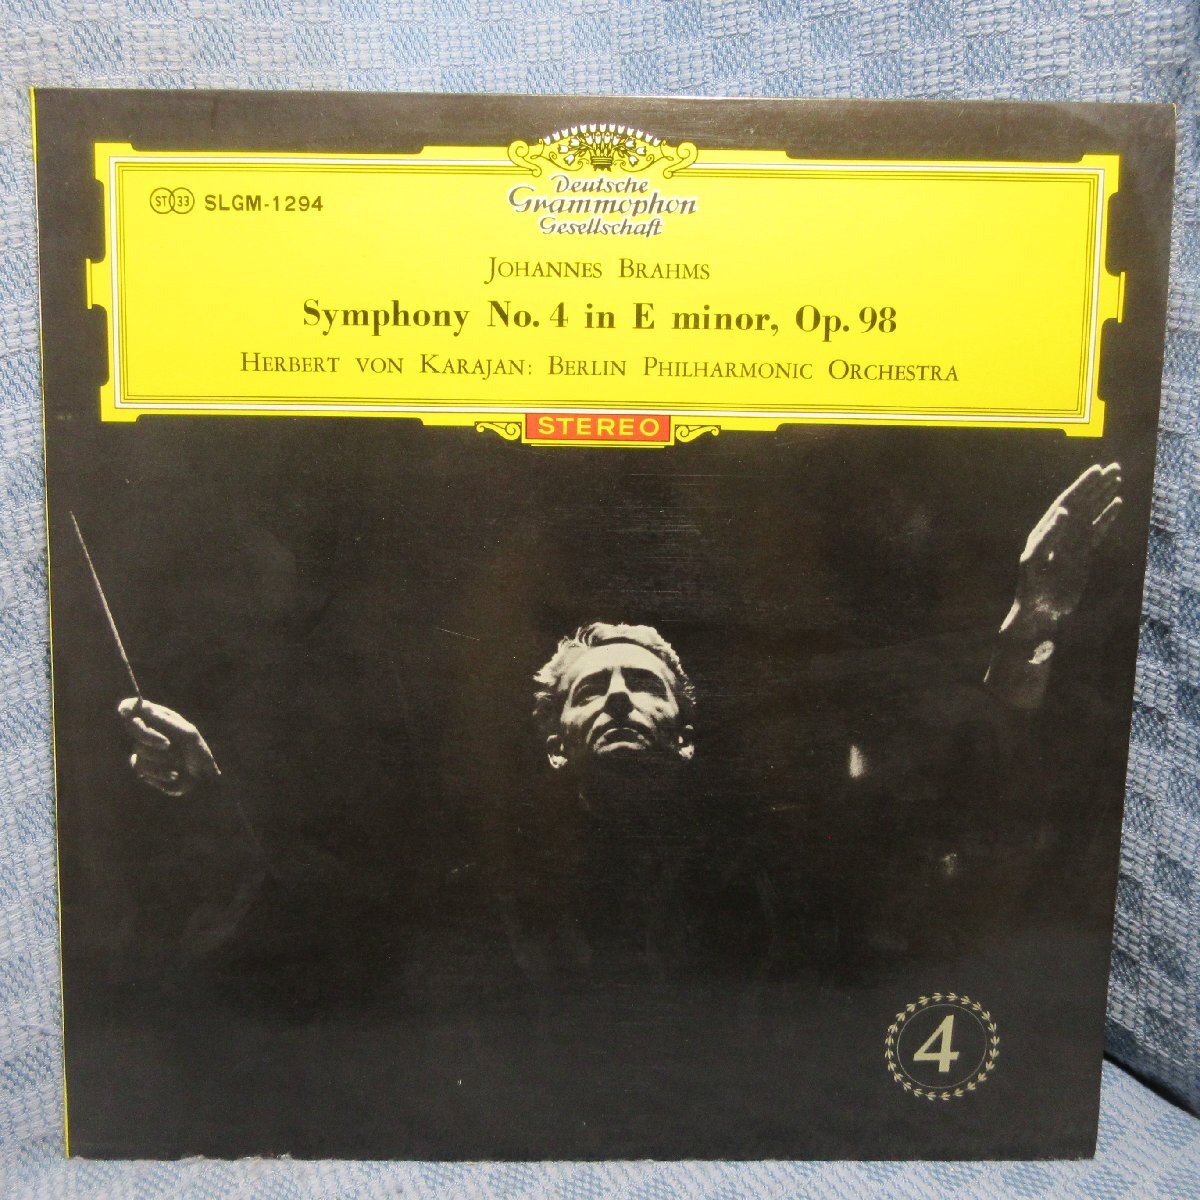 ST 33 SLGM-1294
Deutsche
Grammophon
Gesellschaft
JOHANNES BRAHMS
Symphony No. 4 in E minor, Op. 98
HERBERT VON KARAJAN: BERLIN PHILHARMONIC ORCHESTRA
STEREO
4